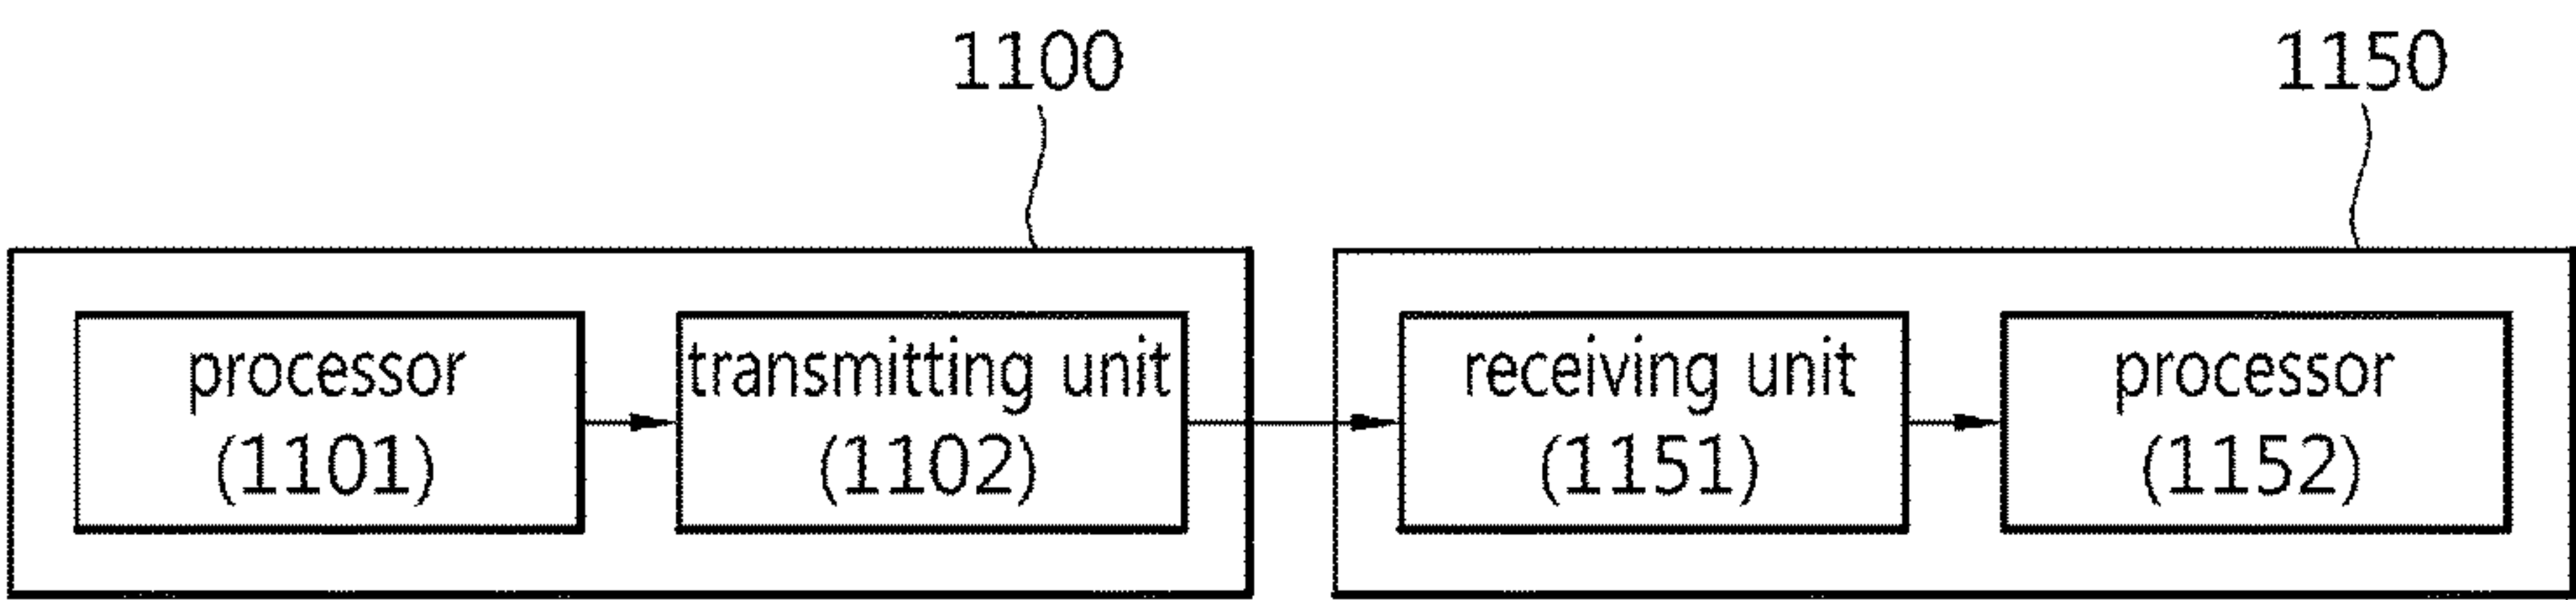 1100
1150
processor
(1101)
transmitting unit
(1102)
receiving unit
(1151)
processor
(1152)